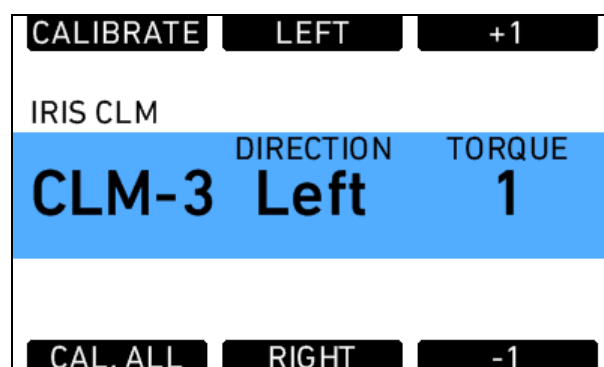 CALIBRATE LEFT +1
IRIS CLM
DIRECTION TORQUE
CLM-3 Left 1
CAL. ALL RIGHT -1